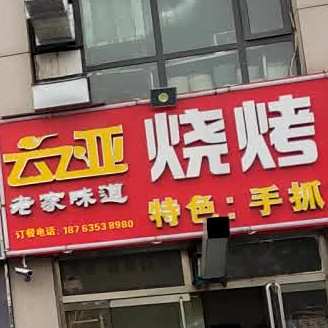 云亚 烧烤
老家味道 特色：手抓
订餐电话：187 6353 8980